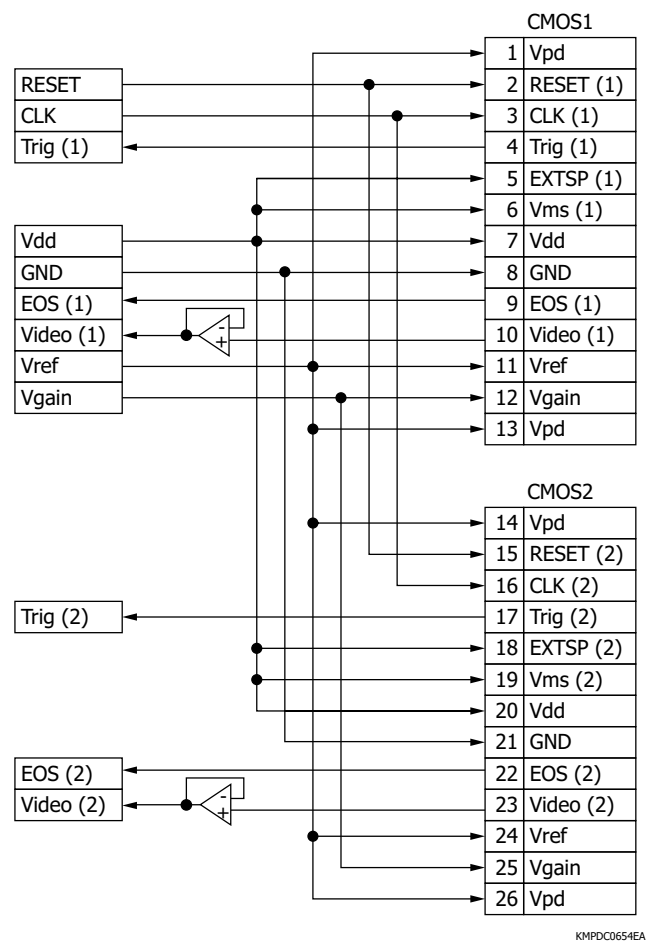 CMOS1
1 Vpd
RESET 2 RESET (1)
CLK 3 CLK (1)
Trig (1) 4 Trig (1)
5 EXTSP (1)
6 Vms (1)
Vdd 7 Vdd
GND 8 GND
EOS (1) 9 EOS (1)
Video (1) - + 10 Video (1)
Vref 11 Vref
Vgain 12 Vgain
13 Vpd
CMOS2
14 Vpd
15 RESET (2)
16 CLK (2)
Trig (2) 17 Trig (2)
18 EXTSP (2)
19 Vms (2)
20 Vdd
21 GND
EOS (2) 22 EOS (2)
Video (2) - + 23 Video (2)
24 Vref
25 Vgain
26 Vpd
KMPDC0654EA